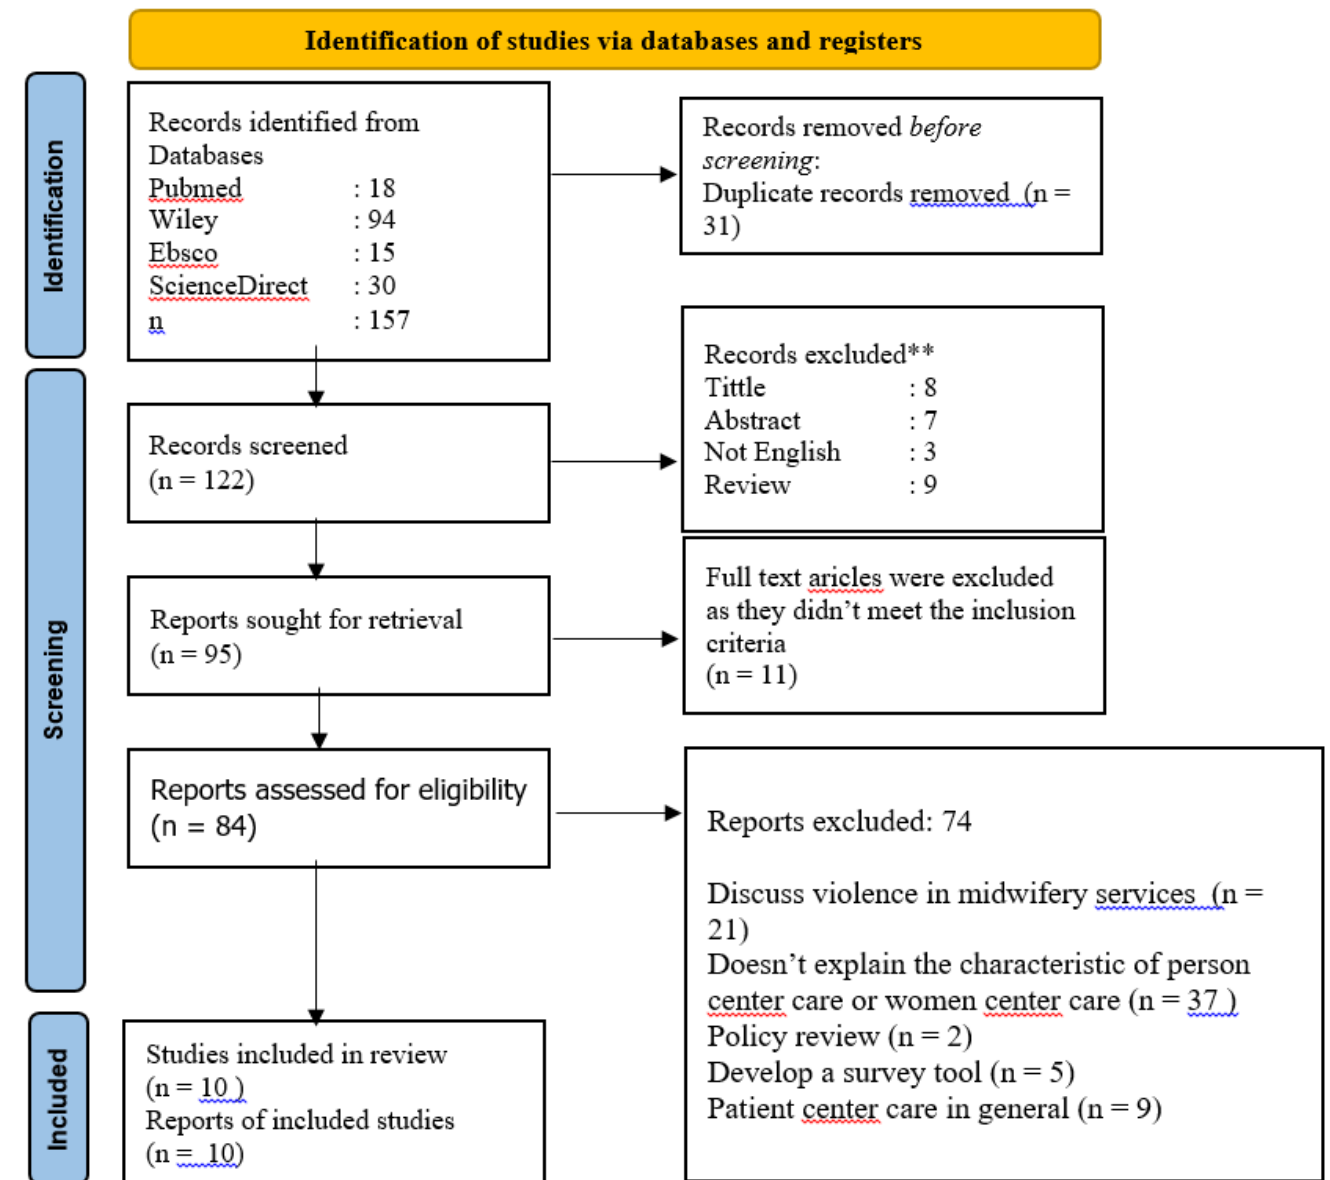 Identification of studies via databases and registers
Identification
Records identified from
Databases
Pubmed : 18
Wiley : 94
Ebsco : 15
ScienceDirect : 30
n : 157
Records removed before
screening:
Duplicate records removed (n =
31)
Screening
Records screened
(n = 122)
Records excluded**
Tittle : 8
Abstract : 7
Not English : 3
Review : 9
Reports sought for retrieval
(n = 95)
Full text aricles were excluded
as they didn’t meet the inclusion
criteria
(n = 11)
Reports assessed for eligibility
(n = 84)
Reports excluded: 74
Discuss violence in midwifery services (n =
21)
Doesn’t explain the characteristic of person
center care or women center care (n = 37 )
Policy review (n = 2)
Develop a survey tool (n = 5)
Patient center care in general (n = 9)
Included
Studies included in review
(n = 10 )
Reports of included studies
(n = 10)